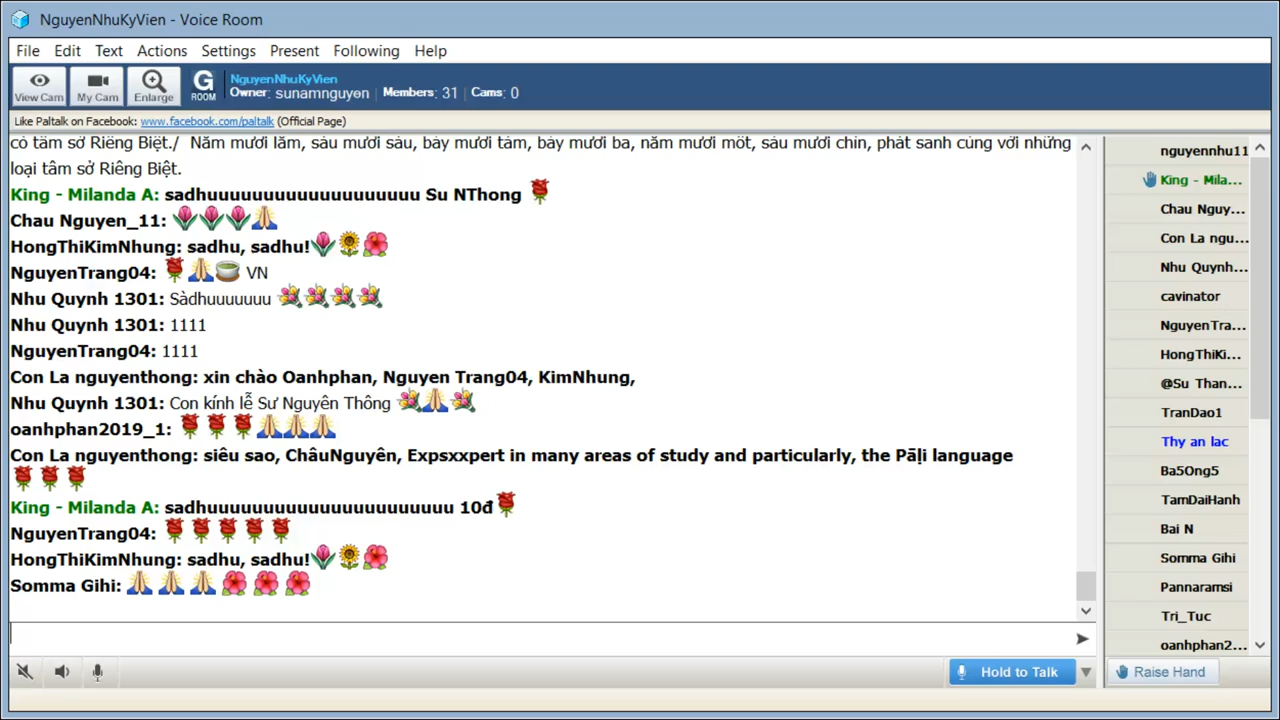 NguyenNhuKyVien - Voice Room
File Edit Text Actions Settings Present Following Help
View Cam My Cam Enlarge G ROOM
NguyenNhuKyVien
Owner: sunamnguyen | Members: 31 | Cams: 0
Like Paltalk on Facebook: www.facebook.com/paltalk (Official Page)
có tâm sở Riêng Biệt./ Năm mươi lăm, sáu mươi sáu, bảy mươi tám, bảy mươi ba, năm mươi mốt, sáu mươi chín, phát sanh cùng với những
loại tâm sở Riêng Biệt.
King - Milanda A: sadhuuuuuuuuuuuuuuuuuuu Su NThong
Chau Nguyen_11:
HongThiKimNhung: sadhu, sadhu!
NguyenTrang04: VN
Nhu Quynh 1301: Sàdhuuuuuuu
Nhu Quynh 1301: 1111
NguyenTrang04: 1111
Con La nguyenthong: xin chào Oanhphan, Nguyen Trang04, KimNhung,
Nhu Quynh 1301: Con kính lễ Sư Nguyên Thông
oanhphan2019_1:
Con La nguyenthong: siêu sao, ChâuNguyên, Expsxxpert in many areas of study and particularly, the Pāḷi language
King - Milanda A: sadhuuuuuuuuuuuuuuuuuuuuuu 10đ
NguyenTrang04:
HongThiKimNhung: sadhu, sadhu!
Somma Gihi:
nguyennhu11
King - Mila...
Chau Nguy...
Con La ngu...
Nhu Quynh...
cavinator
NguyenTra...
HongThiKi...
@Su Than...
TranDao1
Thy an lac
Ba5Ong5
TamDaiHanh
Bai N
Somma Gihi
Pannaramsi
Tri_Tuc
oanhphan2...
Hold to Talk
Raise Hand